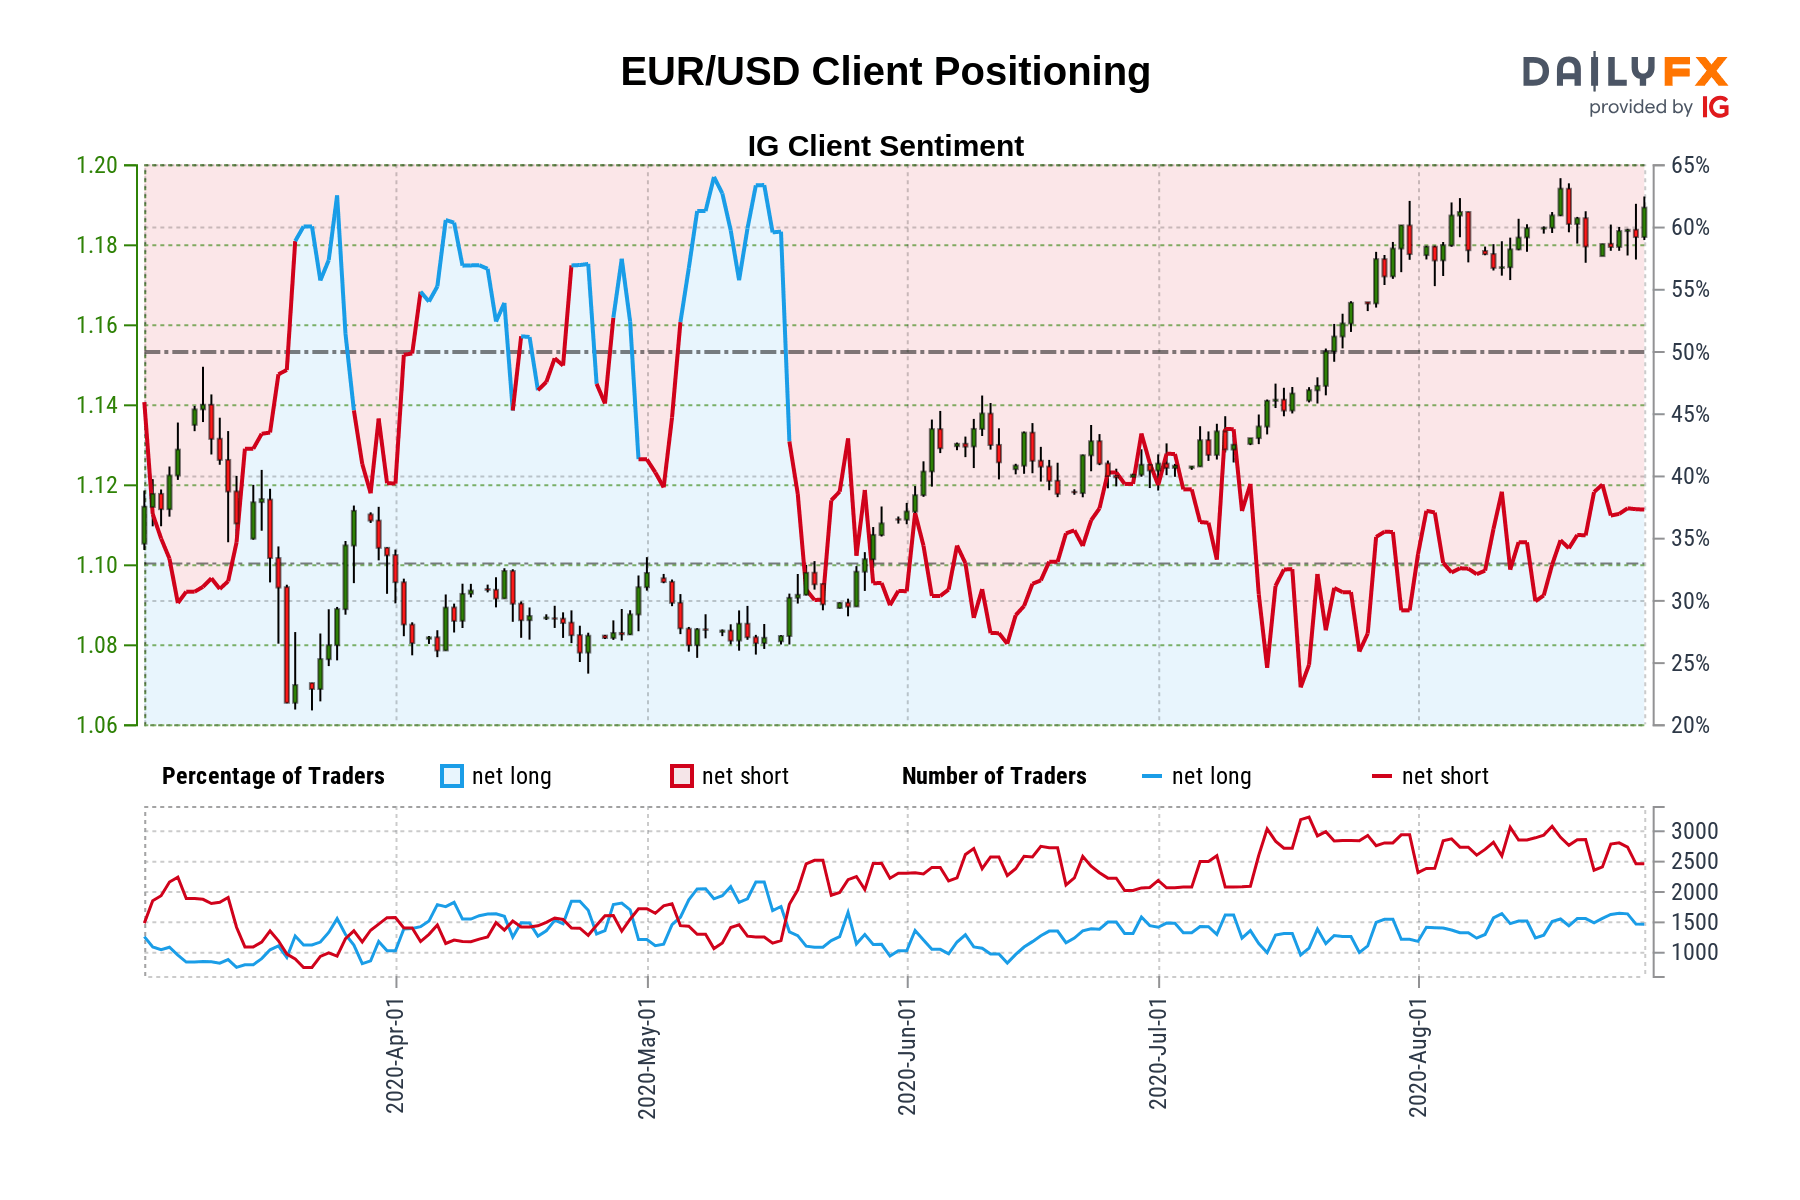 EUR/USD Client Positioning
DAILYFX
provided by IG
IG Client Sentiment
1.20
1.18
1.16
1.14
1.12
1.10
1.08
1.06
65%
60%
55%
50%
45%
40%
35%
30%
25%
20%
Percentage of Traders net long net short Number of Traders net long net short
3000
2500
2000
1500
1000
2020-Apr-01
2020-May-01
2020-Jun-01
2020-Jul-01
2020-Aug-01